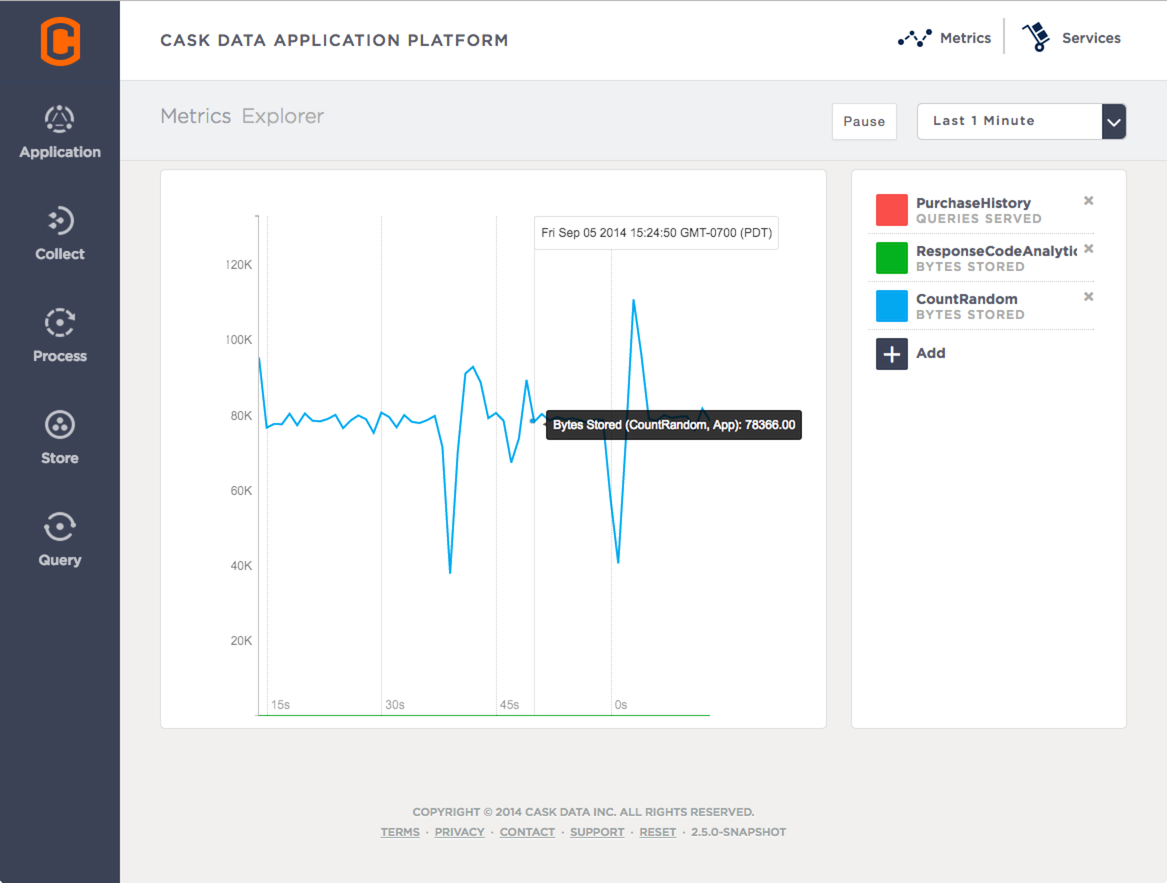 CASK DATA APPLICATION PLATFORM
Metrics
Services
Application
Collect
Process
Store
Query
Metrics Explorer
Pause
Last 1 Minute
Fri Sep 05 2014 15:24:50 GMT-0700 (PDT)
120K
100K
80K
60K
40K
20K
Bytes Stored (CountRandom, App): 78366.00
15s
30s
45s
0s
PurchaseHistory
QUERIES SERVED
ResponseCodeAnalytic
BYTES STORED
CountRandom
BYTES STORED
Add
COPYRIGHT © 2014 CASK DATA INC. ALL RIGHTS RESERVED.
TERMS · PRIVACY · CONTACT · SUPPORT · RESET · 2.5.0-SNAPSHOT